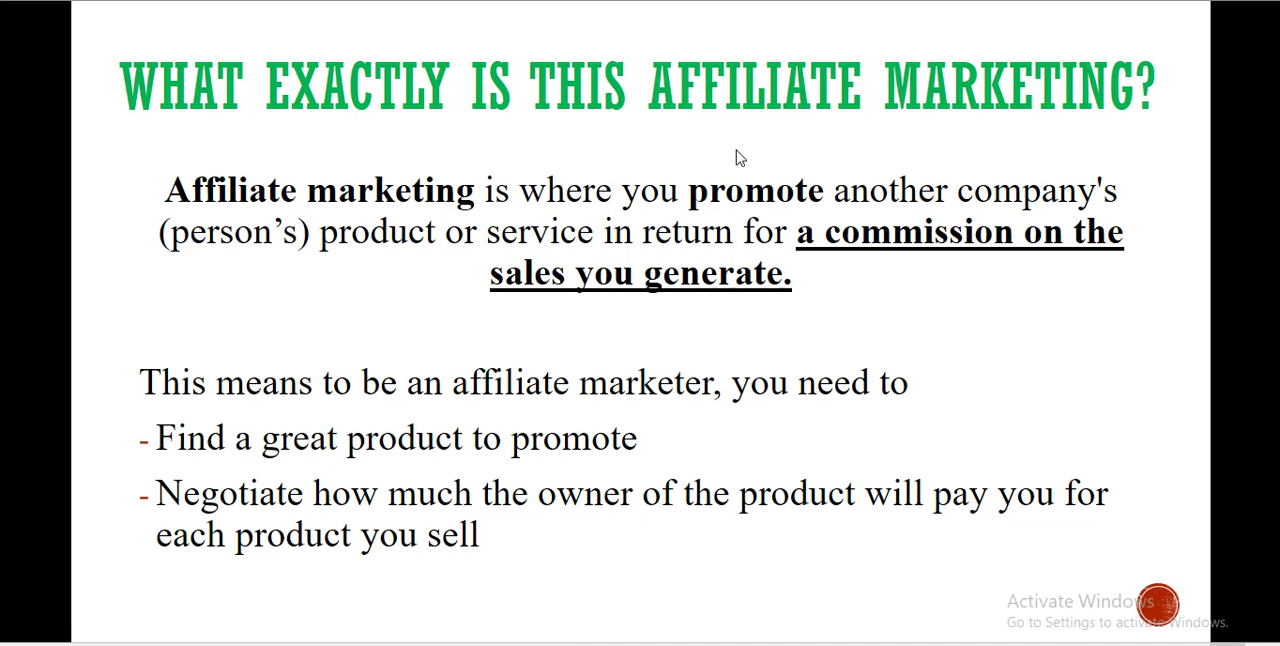 WHAT EXACTLY IS THIS AFFILIATE MARKETING?
Affiliate marketing is where you promote another company's
(person’s) product or service in return for a commission on the
sales you generate.
This means to be an affiliate marketer, you need to
- Find a great product to promote
- Negotiate how much the owner of the product will pay you for
each product you sell
Activate Windows
Go to Settings to activate Windows.